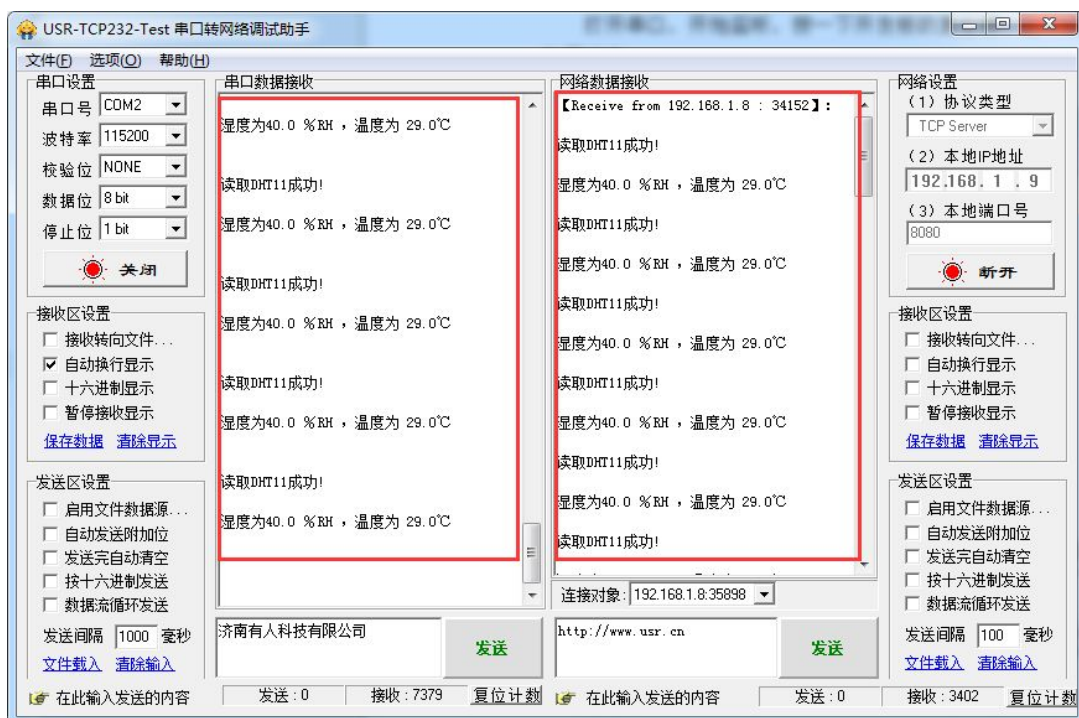 USR-TCP232-Test 串口转网络调试助手
文件(F) 选项(O) 帮助(H)
串口设置
串口号 COM2
波特率 115200
校验位 NONE
数据位 8 bit
停止位 1 bit
关闭
接收区设置
接收转向文件...
自动换行显示
十六进制显示
暂停接收显示
保存数据 清除显示
发送区设置
启用文件数据源...
自动发送附加位
发送完自动清空
按十六进制发送
数据流循环发送
发送间隔 1000 毫秒
文件载入 清除输入
串口数据接收
湿度为40.0 %RH ，温度为 29.0℃
读取DHT11成功!
湿度为40.0 %RH ，温度为 29.0℃
读取DHT11成功!
湿度为40.0 %RH ，温度为 29.0℃
读取DHT11成功!
湿度为40.0 %RH ，温度为 29.0℃
读取DHT11成功!
湿度为40.0 %RH ，温度为 29.0℃
济南有人科技有限公司
发送
网络数据接收
【Receive from 192.168.1.8 : 34152】:
读取DHT11成功!
湿度为40.0 %RH ，温度为 29.0℃
读取DHT11成功!
湿度为40.0 %RH ，温度为 29.0℃
读取DHT11成功!
湿度为40.0 %RH ，温度为 29.0℃
读取DHT11成功!
湿度为40.0 %RH ，温度为 29.0℃
读取DHT11成功!
湿度为40.0 %RH ，温度为 29.0℃
读取DHT11成功!
连接对象: 192.168.1.8:35898
http://www.usr.cn
发送
网络设置
(1) 协议类型
TCP Server
(2) 本地IP地址
192.168. 1 . 9
(3) 本地端口号
8080
断开
接收区设置
接收转向文件...
自动换行显示
十六进制显示
暂停接收显示
保存数据 清除显示
发送区设置
启用文件数据源...
自动发送附加位
发送完自动清空
按十六进制发送
数据流循环发送
发送间隔 100 毫秒
文件载入 清除输入
在此输入发送的内容 发送 : 0 接收 : 7379 复位计数
在此输入发送的内容 发送 : 0 接收 : 3402 复位计数